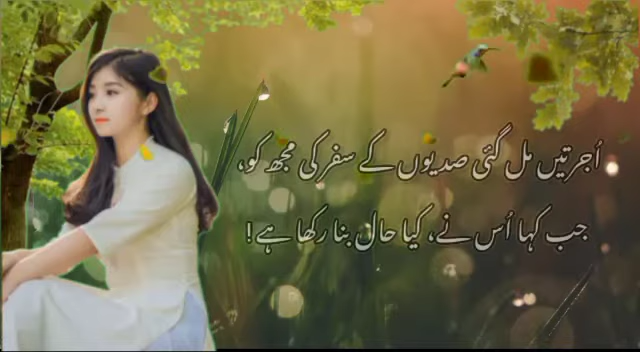 اُجرتیں مل گئی صدیوں کے سفر کی مجھ کو،
جب کہا اُس نے، کیا حال بنا رکھا ہے!